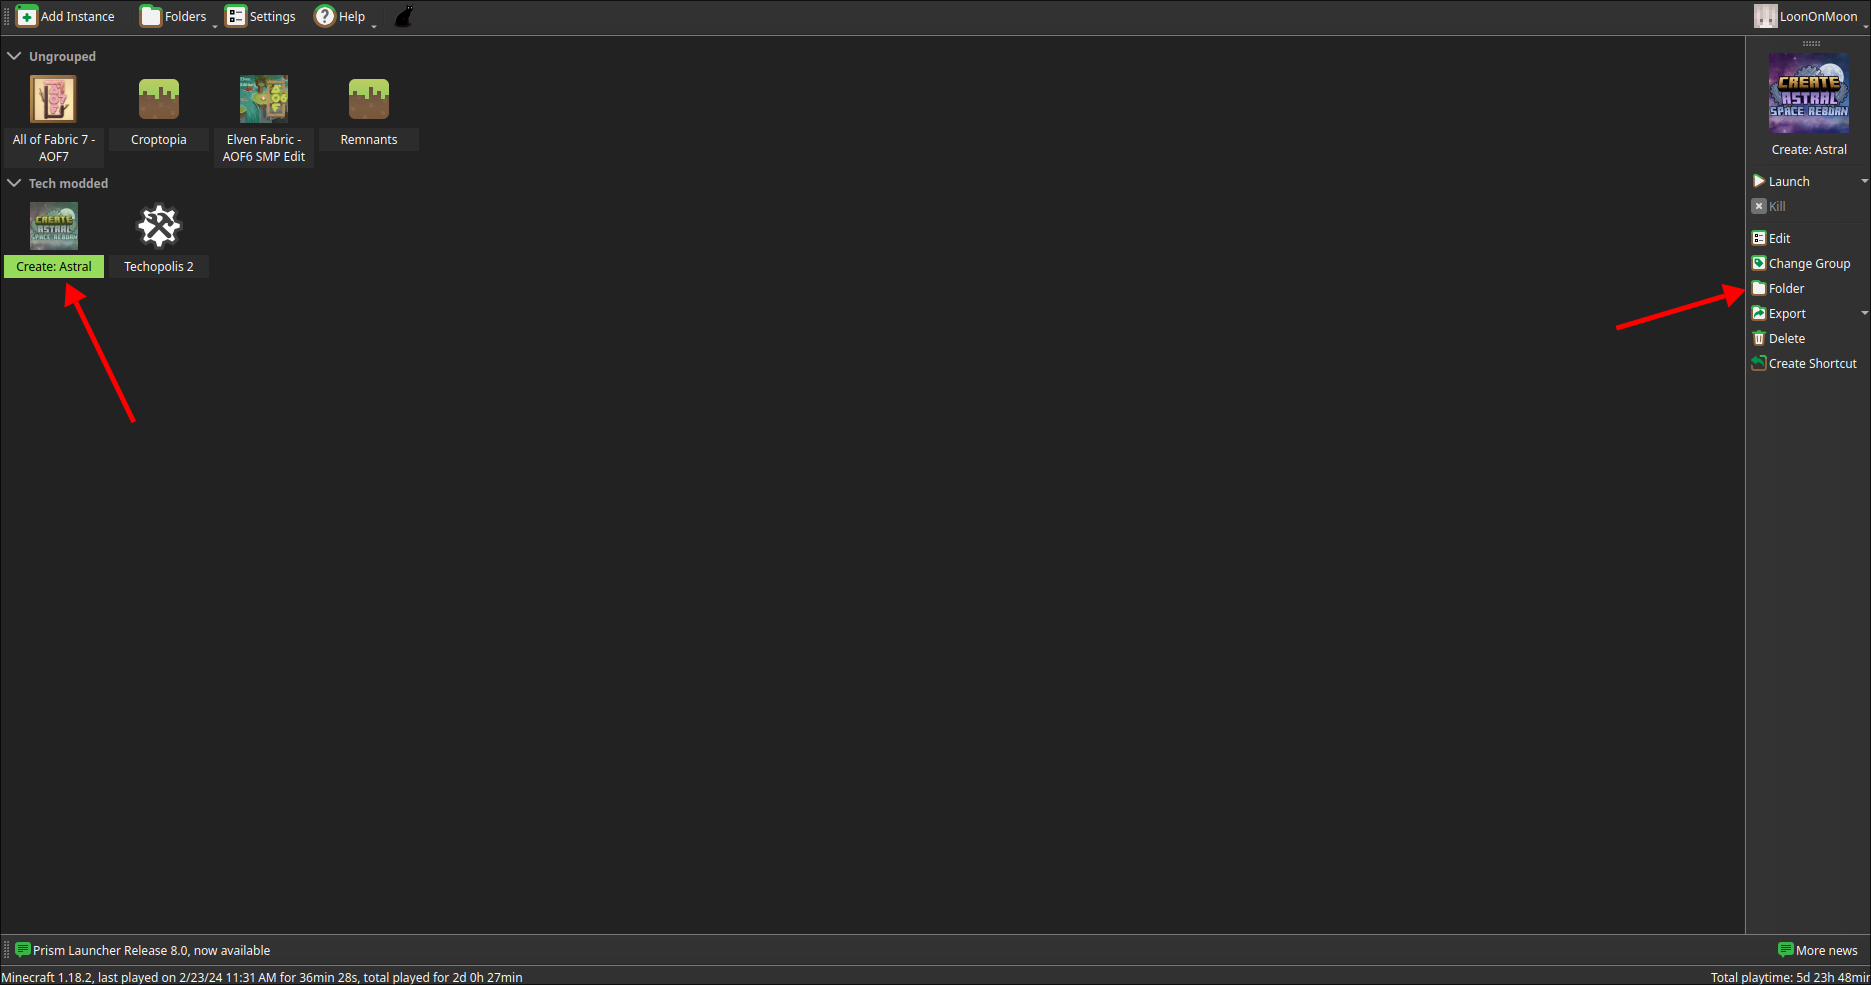 Add Instance
Folders
Settings
Help
LoonOnMoon
Ungrouped
All of Fabric 7 -
AOF7
Croptopia
Elven Fabric -
AOF6 SMP Edit
Remnants
Tech modded
CREATE
ASTRAL
SPACE REBORN
Create: Astral
Techopolis 2
CREATE
ASTRAL
SPACE REBORN
Create: Astral
Launch
Kill
Edit
Change Group
Folder
Export
Delete
Create Shortcut
Prism Launcher Release 8.0, now available
More news
Minecraft 1.18.2, last played on 2/23/24 11:31 AM for 36min 28s, total played for 2d 0h 27min
Total playtime: 5d 23h 48min